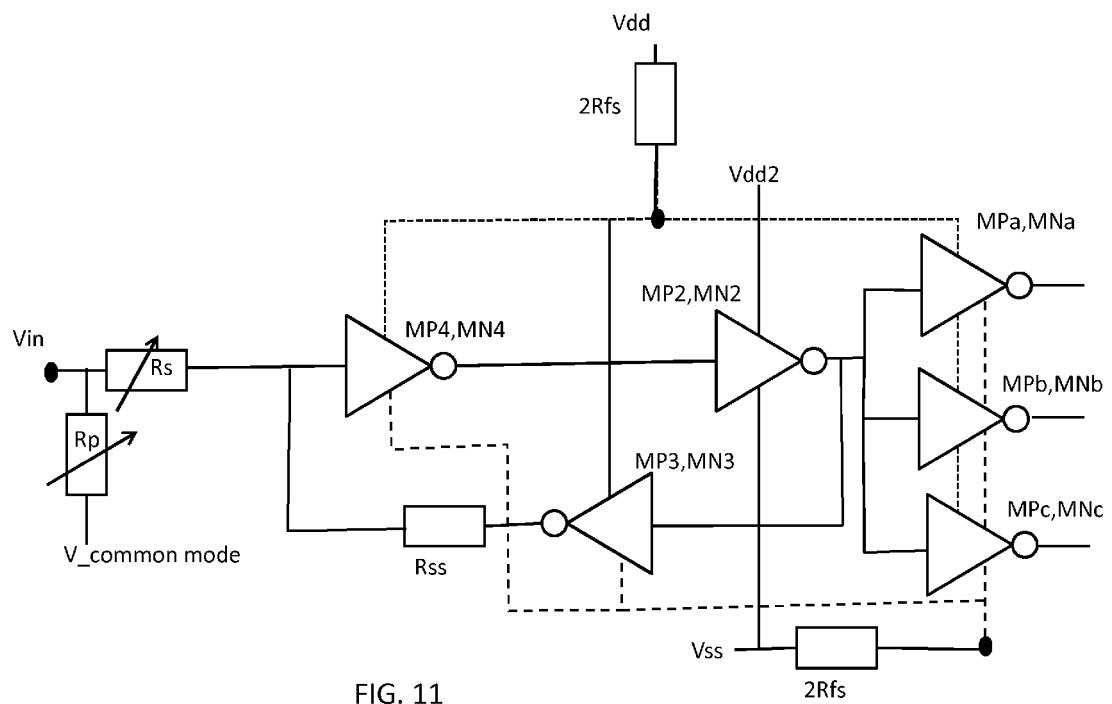 Vdd
2Rfs
Vdd2
MPa,MNa
MP2,MN2
MP4,MN4
Vin
Rs
MPb,MNb
Rp
MP3,MN3
MPc,MNc
V_common mode
Rss
Vss
2Rfs
FIG. 11